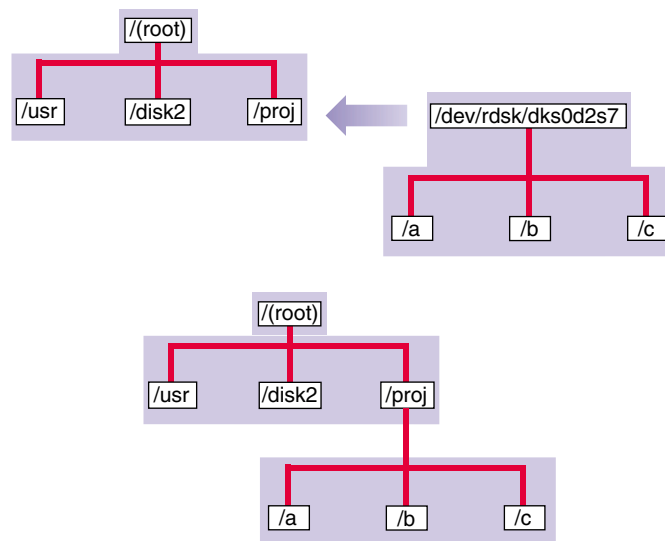 /(root)
/usr
/disk2
/proj
/dev/rdsk/dks0d2s7
/a
/b
/c
/(root)
/usr
/disk2
/proj
/a
/b
/c